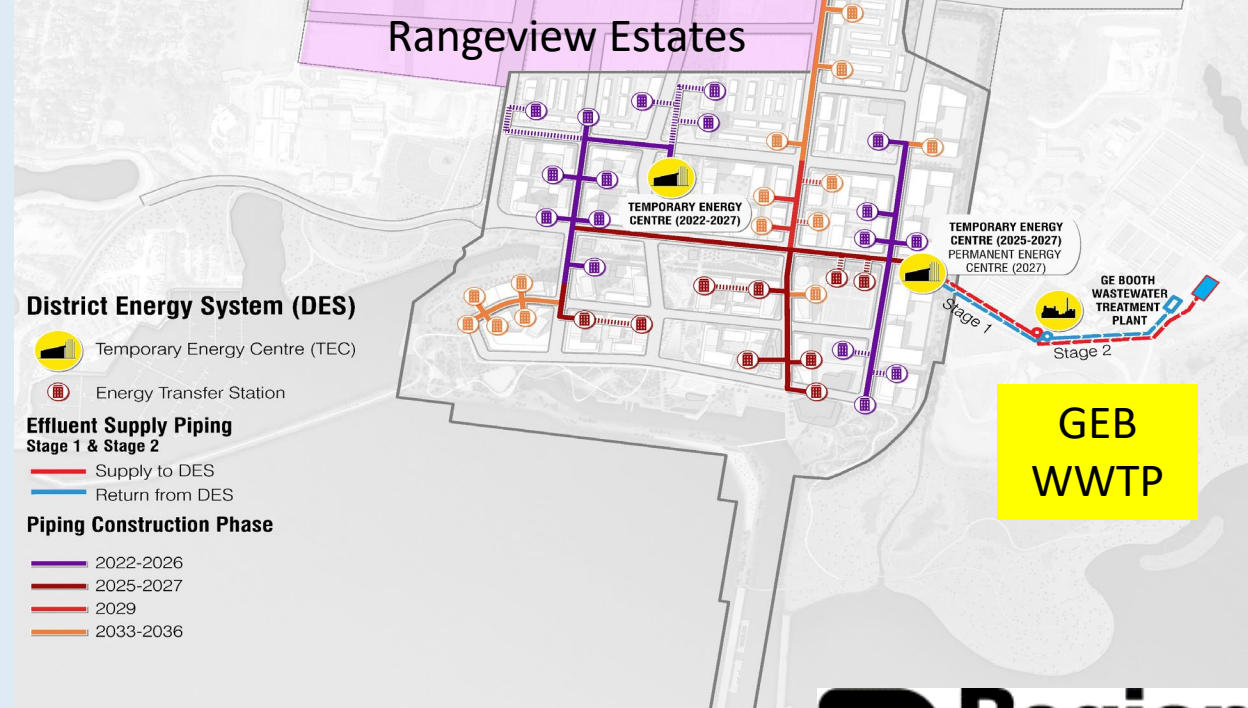 Rangeview Estates
TEMPORARY ENERGY
CENTRE (2022-2027)
TEMPORARY ENERGY
CENTRE (2025-2027)
PERMANENT ENERGY
CENTRE (2027)
GE BOOTH
WASTEWATER
TREATMENT
PLANT
Stage 1
Stage 2
GEB
WWTP
District Energy System (DES)
Temporary Energy Centre (TEC)
Energy Transfer Station
Effluent Supply Piping
Stage 1 & Stage 2
Supply to DES
Return from DES
Piping Construction Phase
2022-2026
2025-2027
2029
2033-2036